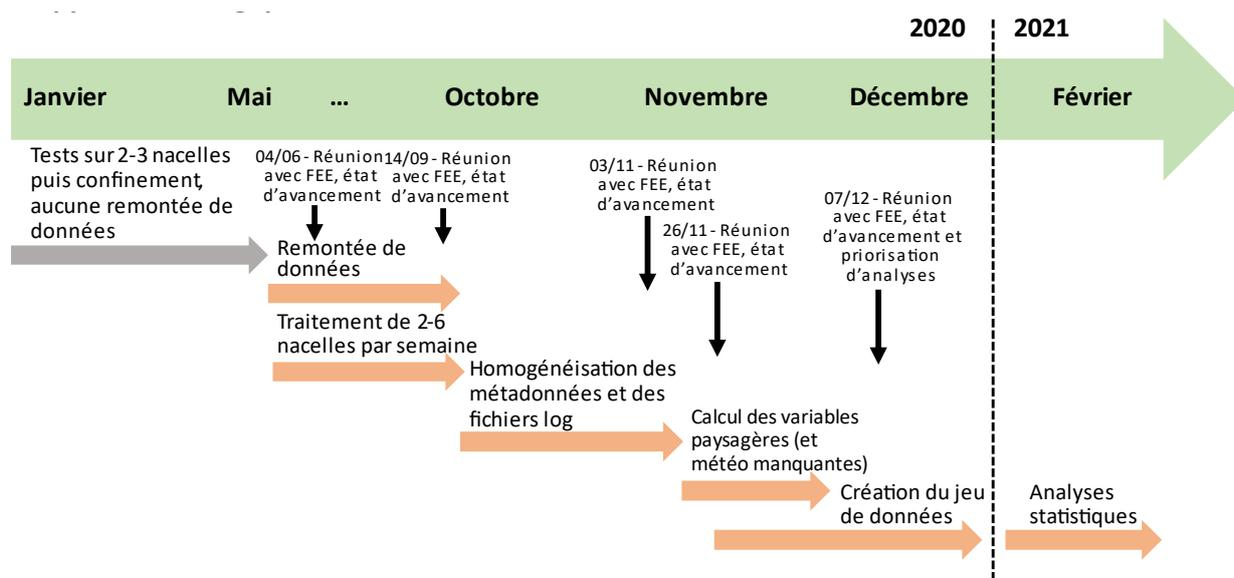 2020 2021
Janvier Mai ... Octobre Novembre Décembre Février
Tests sur 2-3 nacelles
puis confinement,
aucune remontée de
données
04/06 - Réunion
avec FEE, état
d’avancement
14/09 - Réunion
avec FEE, état
d’avancement
03/11 - Réunion
avec FEE, état
d’avancement
26/11 - Réunion
avec FEE, état
d’avancement
07/12 - Réunion
avec FEE, état
d’avancement et
priorisation
d’analyses
Remontée de
données
Traitement de 2-6
nacelles par semaine
Homogénéisation des
métadonnées et des
fichiers log
Calcul des variables
paysagères (et
météo manquantes)
Création du jeu
de données
Analyses
statistiques